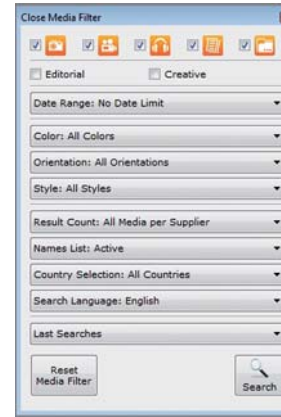 Close Media Filter
Editorial
Creative
Date Range: No Date Limit
Color: All Colors
Orientation: All Orientations
Style: All Styles
Result Count: All Media per Supplier
Names List: Active
Country Selection: All Countries
Search Language: English
Last Searches
Reset
Media Filter
Search